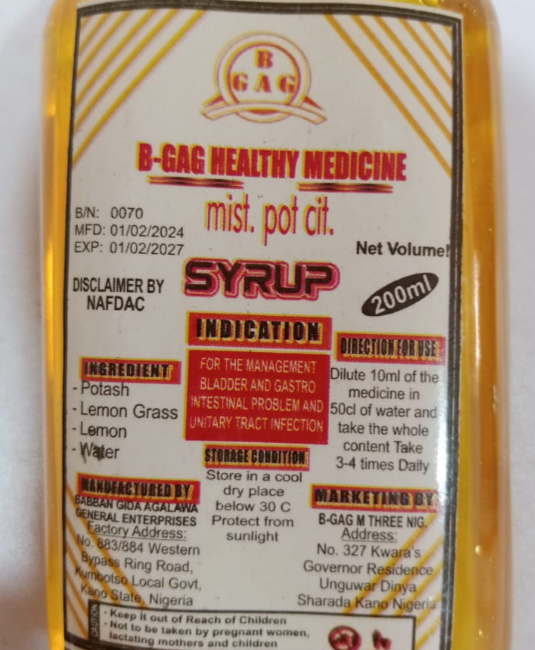 B
G A G
B-GAG HEALTHY MEDICINE
mist. pot cit.
B/N: 0070
MFD: 01/02/2024
EXP: 01/02/2027
Net Volume!
SYRUP
200ml
DISCLAIMER BY
NAFDAC
INDICATION
FOR THE MANAGEMENT
BLADDER AND GASTRO
INTESTINAL PROBLEM AND
UNITARY TRACT INFECTION
DIRECTION FOR USE
Dilute 10ml of the
medicine in
50cl of water and
take the whole
content Take
3-4 times Daily
INGREDIENT
- Potash
- Lemon Grass
- Lemon
- Water
STORAGE CONDITION
Store in a cool
dry place
below 30 C
Protect from
sunlight
MANUFACTURED BY
BABBAN GIDA AGALAWA
GENERAL ENTERPRISES
Factory Address:
No. 883/884 Western
Bypass Ring Road,
Kumbotso Local Govt,
Kano State, Nigeria
MARKETING BY
B-GAG M THREE NIG.
Address:
No. 327 Kwara's
Governor Residence
Unguwar Dinya
Sharada Kano Nigeria
CAUTION
- Keep it out of Reach of Children
- Not to be taken by pregnant women,
lactating mothers and children